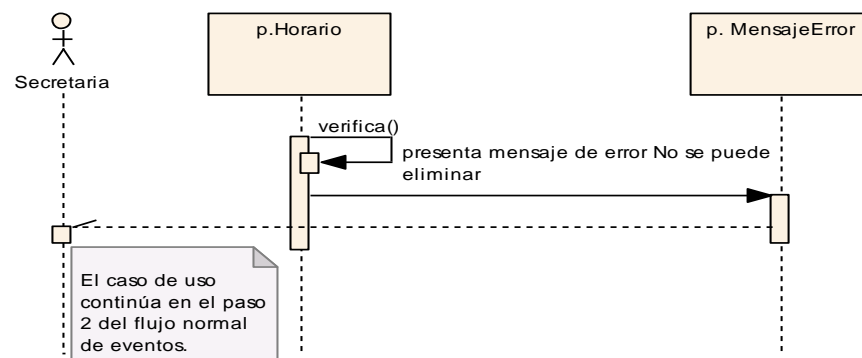 p.Horario
p. MensajeError
Secretaria
verifica()
presenta mensaje de error No se puede
eliminar
El caso de uso
continúa en el paso
2 del flujo normal
de eventos.